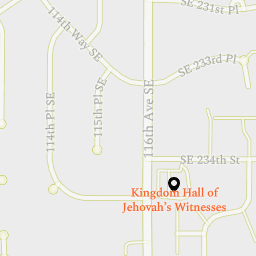 SE 231st Pl
114th Way SE
SE 233rd Pl
114th Pl SE
115th Pl SE
116th Ave SE
SE 234th St
Kingdom Hall of
Jehovah's Witnesses